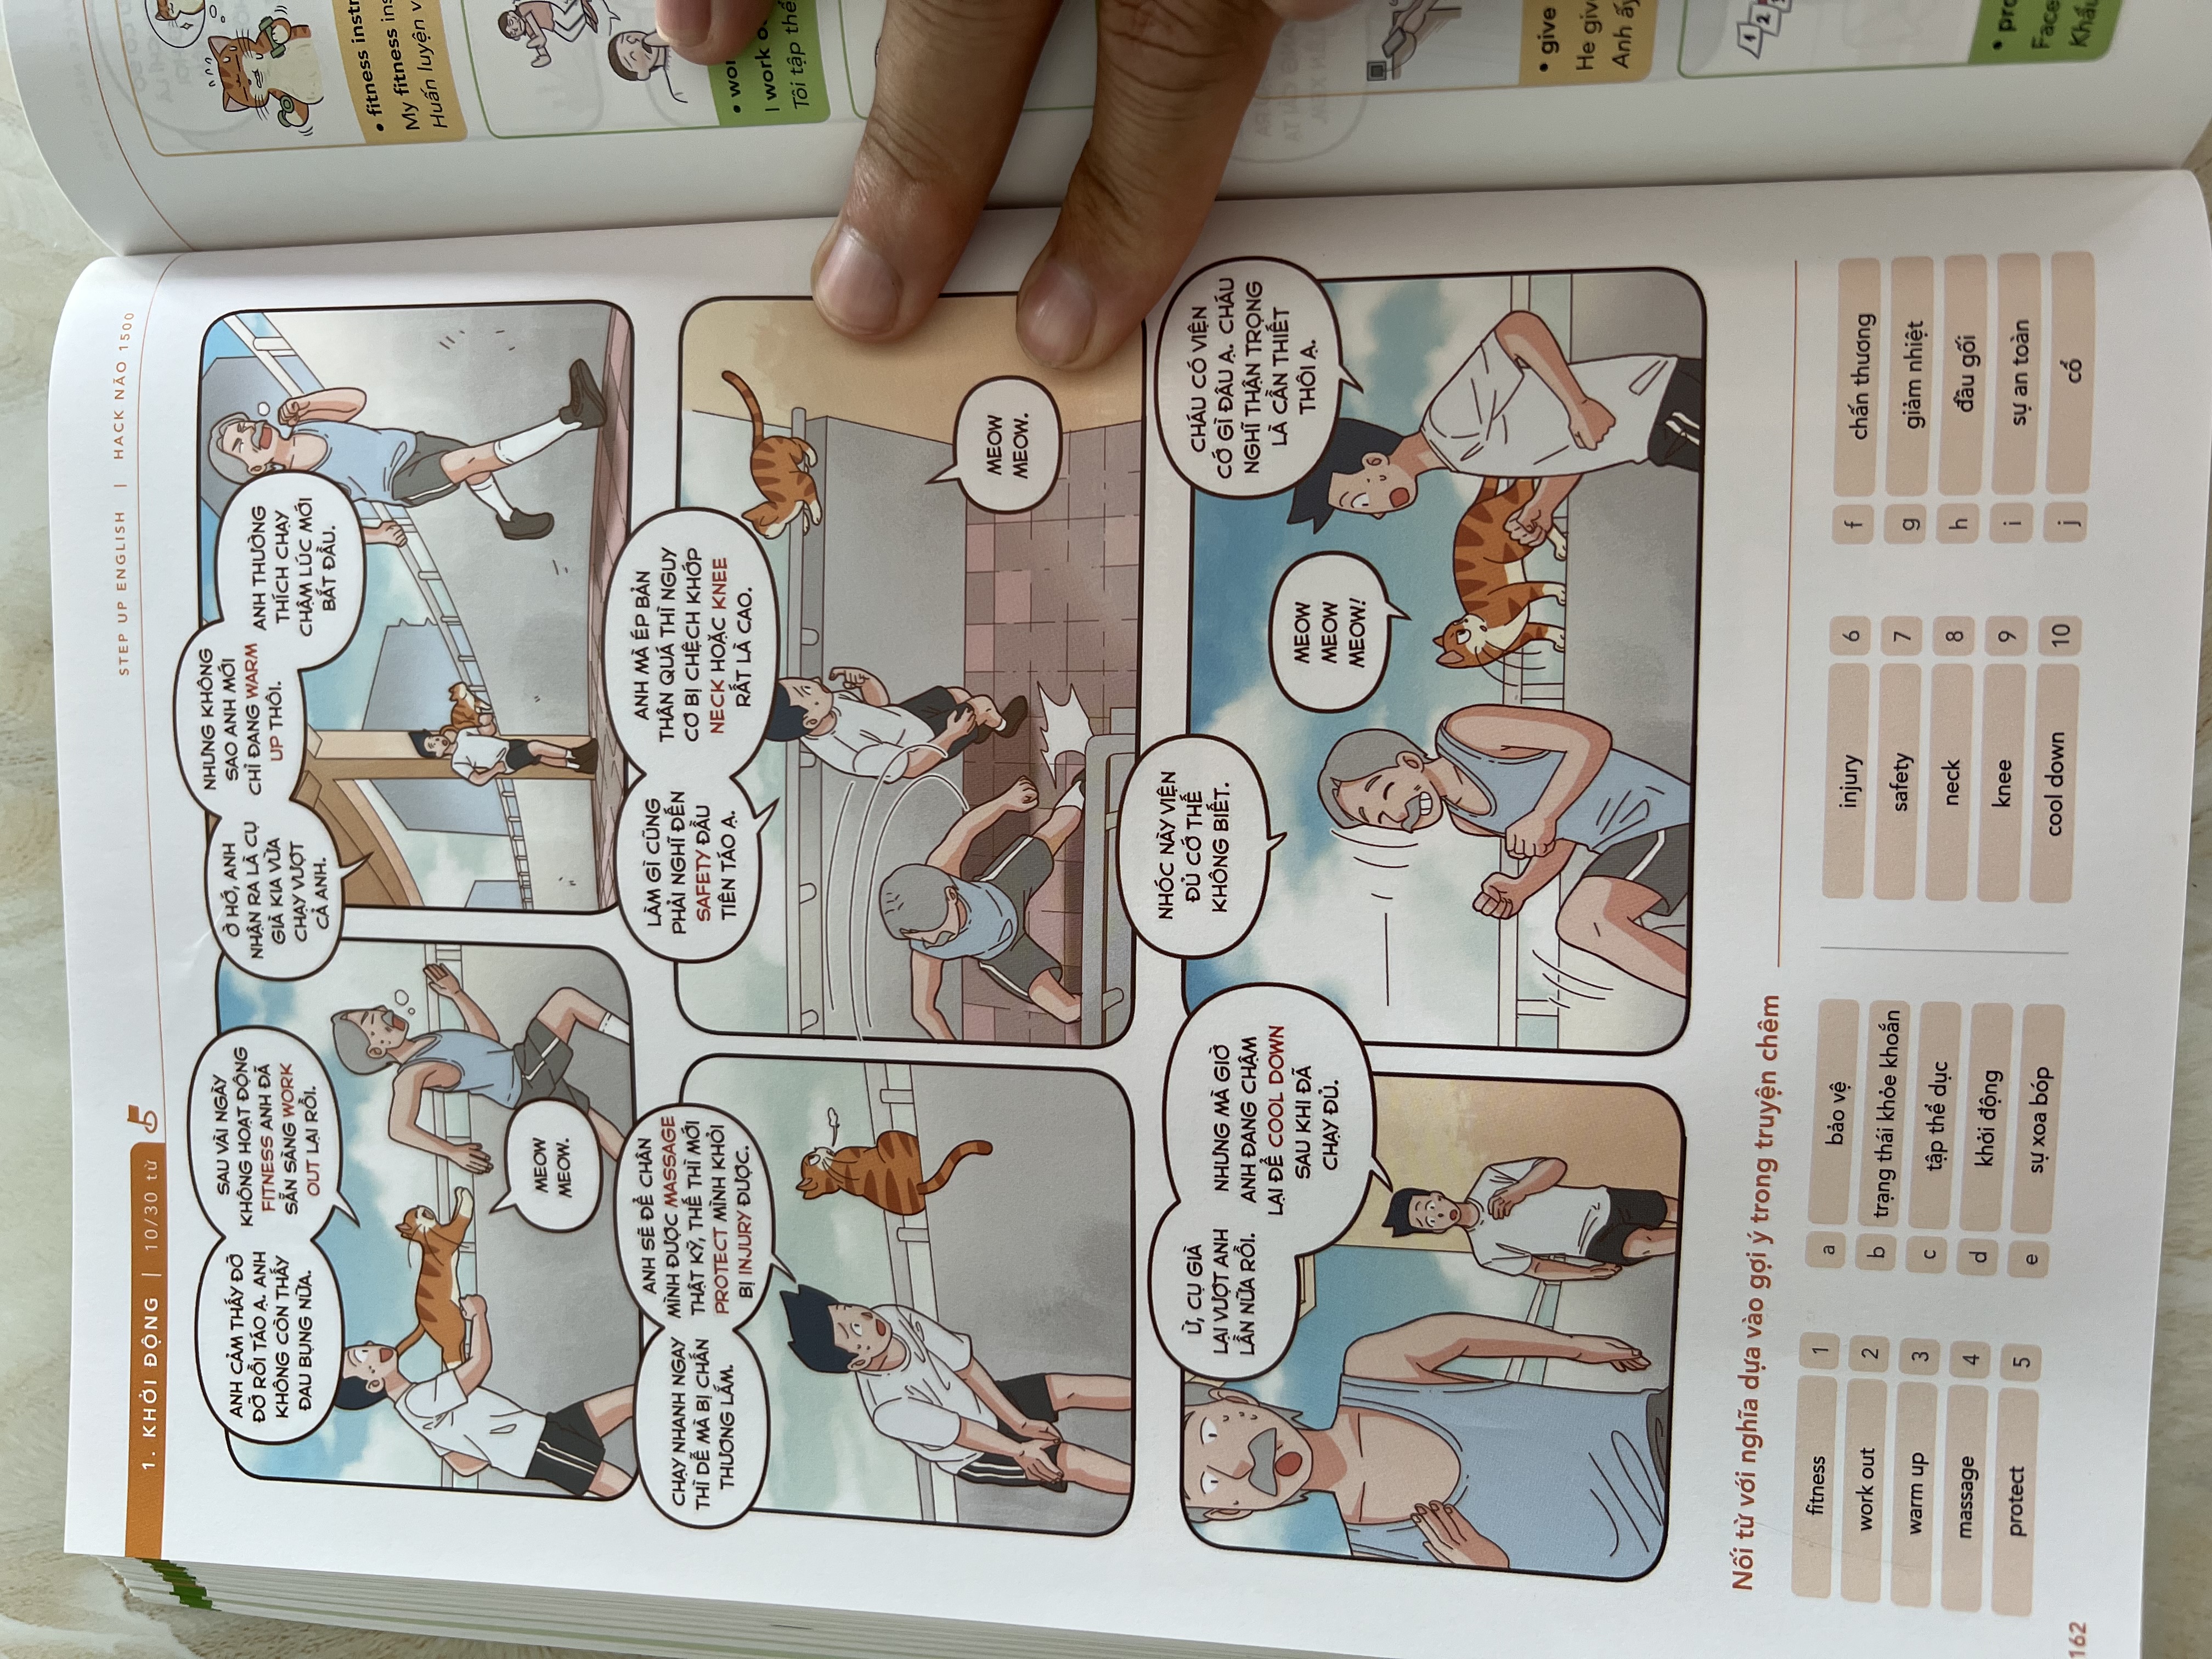 1. KHỞI ĐỘNG | 10/30 từ
STEP UP ENGLISH | HACK NÃO 1500
ANH CẢM THẤY ĐỠ
ĐỠ RỒI TÁO Ạ. ANH
KHÔNG CÒN THẤY
ĐAU BỤNG NỮA.
SAU VÀI NGÀY
KHÔNG HOẠT ĐỘNG
FITNESS ANH ĐÃ
SẴN SÀNG WORK
OUT LẠI RỒI.
MEOW
MEOW.
Ờ HỚ, ANH
NHẬN RA LÀ CỤ
GIÀ KIA VỪA
CHẠY VƯỢT
CẢ ANH.
NHƯNG KHÔNG
SAO ANH MỚI
CHỈ ĐANG WARM
UP THÔI.
ANH THƯỜNG
THÍCH CHẠY
CHẬM LÚC MỚI
BẮT ĐẦU.
CHẠY NHANH NGAY
THÌ DỄ MÀ BỊ CHẤN
THƯƠNG LẮM.
ANH SẼ ĐỂ CHÂN
MÌNH ĐƯỢC MASSAGE
THẬT KỸ, THẾ THÌ MỚI
PROTECT MÌNH KHỎI
BỊ INJURY ĐƯỢC.
LÀM GÌ CŨNG
PHẢI NGHĨ ĐẾN
SAFETY ĐẦU
TIÊN TÁO Ạ.
ANH MÀ ÉP BẢN
THÂN QUÁ THÌ NGUY
CƠ BỊ CHỆCH KHỚP
NECK HOẶC KNEE
RẤT LÀ CAO.
MEOW
MEOW.
Ừ, CỤ GIÀ
LẠI VƯỢT ANH
LẦN NỮA RỒI.
NHƯNG MÀ GIỜ
ANH ĐANG CHẬM
LẠI ĐỂ COOL DOWN
SAU KHI ĐÃ
CHẠY ĐỦ.
NHÓC NÀY VIỆN
ĐỦ CỚ THẾ
KHÔNG BIẾT.
MEOW
MEOW
MEOW!
CHÁU CÓ VIỆN
CỚ GÌ ĐÂU Ạ. CHÁU
NGHĨ THẬN TRỌNG
LÀ CẦN THIẾT
THÔI Ạ.
Nối từ với nghĩa dựa vào gợi ý trong truyện chêm
fitness 1 a bảo vệ
work out 2 b trạng thái khỏe khoắn
warm up 3 c tập thể dục
massage 4 d khởi động
protect 5 e sự xoa bóp
injury 6 f chấn thương
safety 7 g giảm nhiệt
neck 8 h đầu gối
knee 9 i sự an toàn
cool down 10 j cổ
162
• fitness
My fitness
Huấn luyện
I work
Tôi tập thể
• give
He
Anh